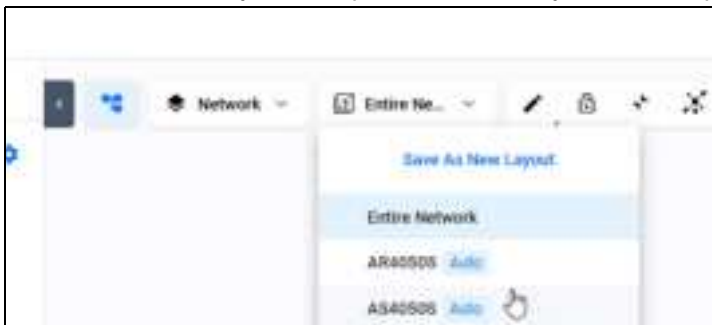 Network
Entire Ne...
Save As New Layout
Entire Network
AR40505 Auto
AS40505 Auto